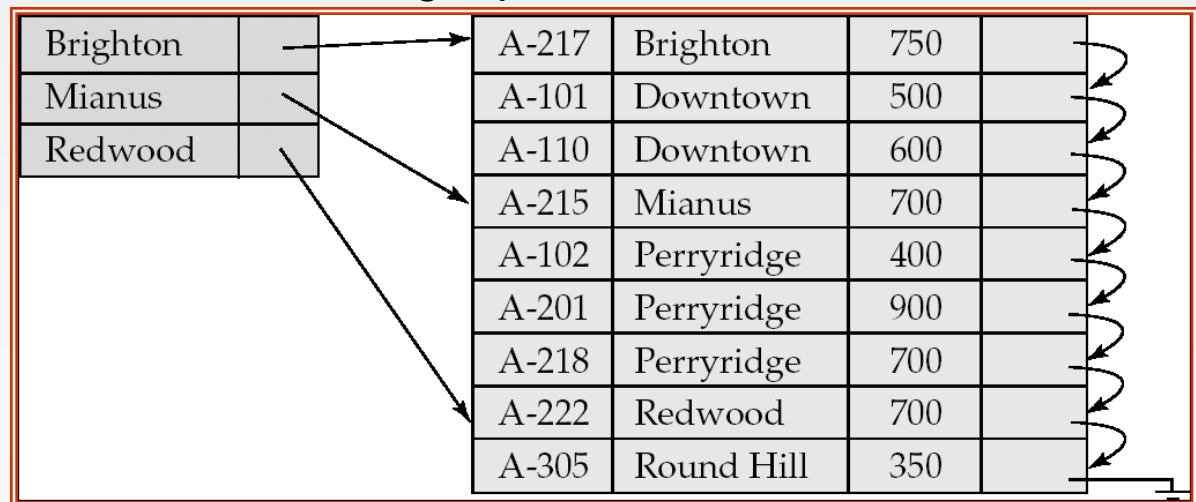 Brighton
Mianus
Redwood
A-217 Brighton 750
A-101 Downtown 500
A-110 Downtown 600
A-215 Mianus 700
A-102 Perryridge 400
A-201 Perryridge 900
A-218 Perryridge 700
A-222 Redwood 700
A-305 Round Hill 350